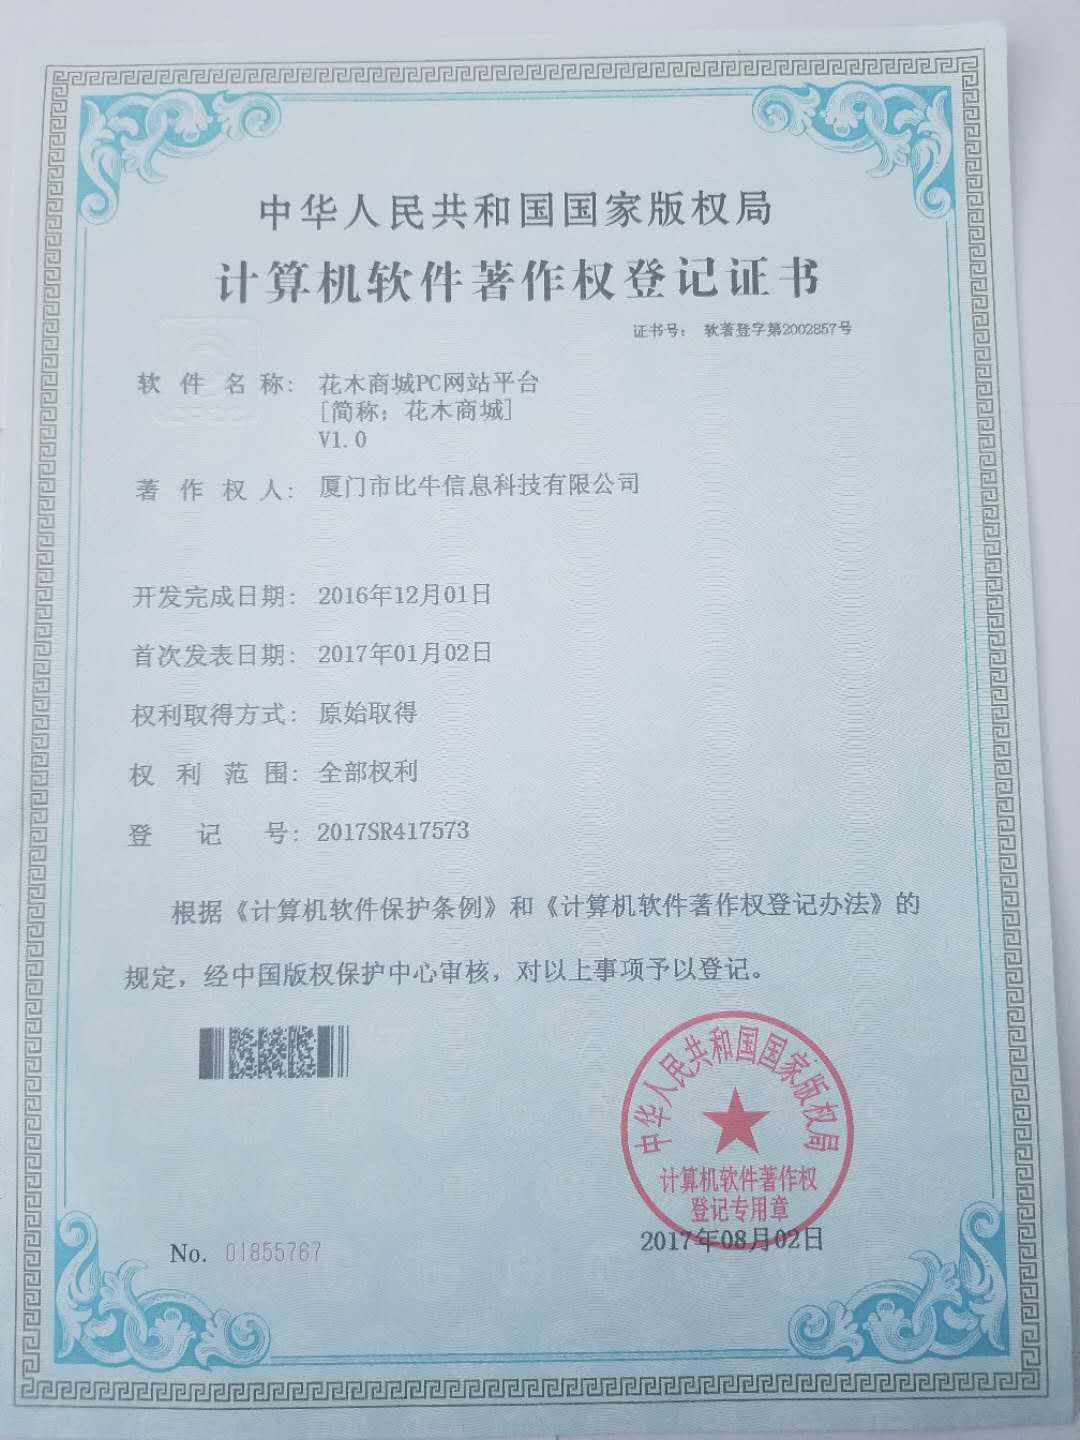 中华人民共和国国家版权局
计算机软件著作权登记证书
证书号： 软著登字第2002857号
软件名称： 花木商城PC网站平台
[简称：花木商城]
V1.0
著作权人： 厦门市比牛信息科技有限公司
开发完成日期： 2016年12月01日
首次发表日期： 2017年01月02日
权利取得方式： 原始取得
权利范围： 全部权利
登记号： 2017SR417573
根据《计算机软件保护条例》和《计算机软件著作权登记办法》的
规定，经中国版权保护中心审核，对以上事项予以登记。
中华人民共和国国家版权局
计算机软件著作权
登记专用章
2017年08月02日
No. 01855767